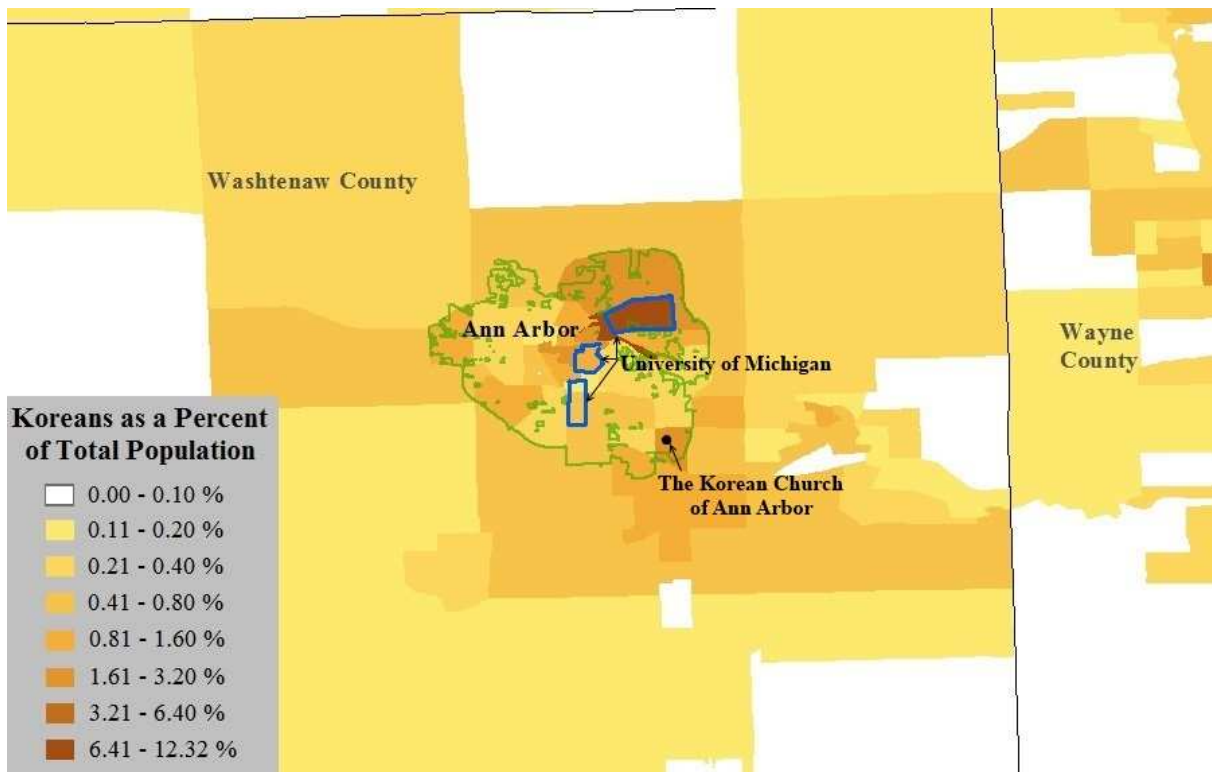 Washtenaw County
Ann Arbor
Wayne
County
University of Michigan
The Korean Church
of Ann Arbor
Koreans as a Percent
of Total Population
0.00 - 0.10 %
0.11 - 0.20 %
0.21 - 0.40 %
0.41 - 0.80 %
0.81 - 1.60 %
1.61 - 3.20 %
3.21 - 6.40 %
6.41 - 12.32 %